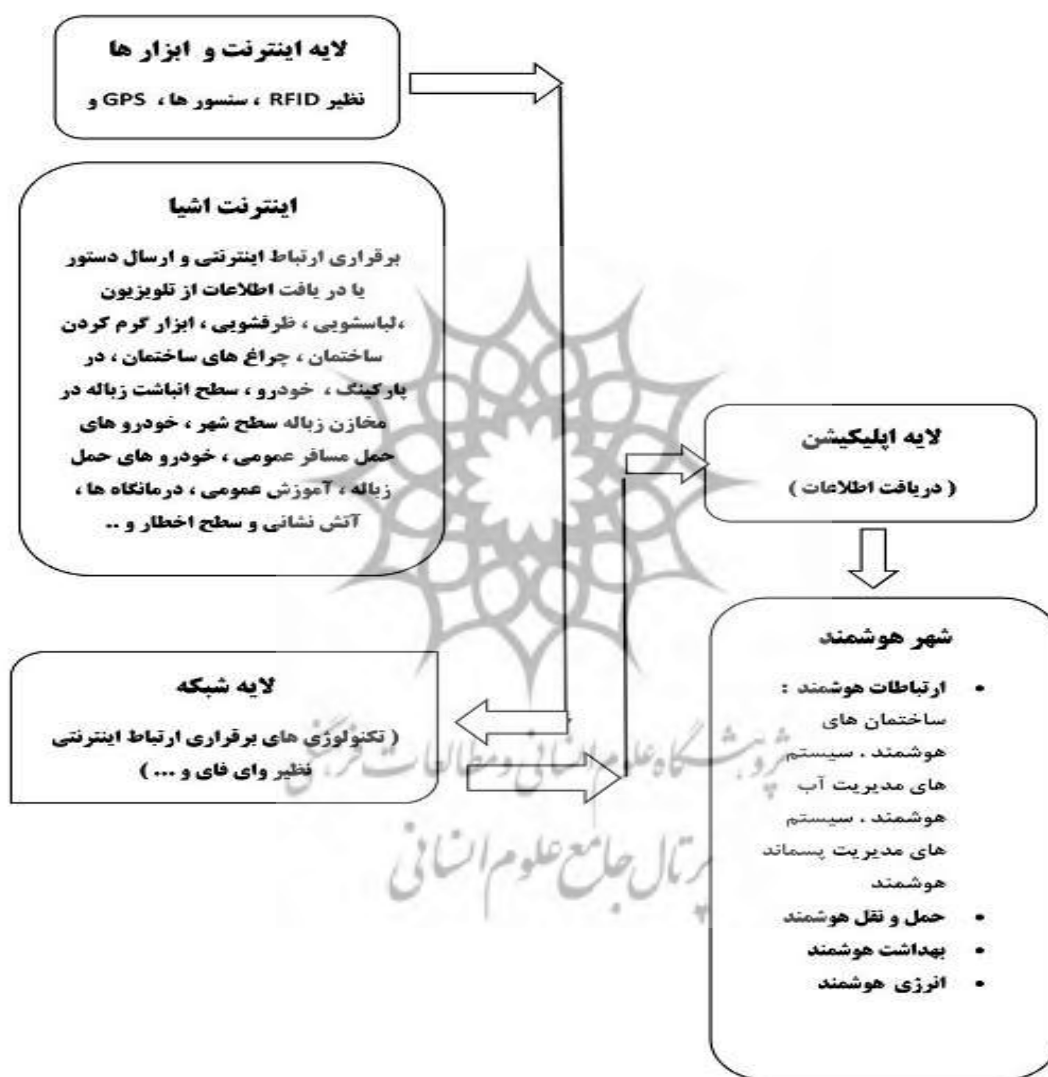 لایه اینترنت و ابزار ها
نظیر RFID ، سنسور ها ، GPS و
اینترنت اشیا
برقراری ارتباط اینترنتی و ارسال دستور
یا در یافت اطلاعات از تلویزیون
،لباسشویی ، ظرفشویی ، ابزار گرم کردن
ساختمان ، چراغ های ساختمان ، در
پارکینگ ، خودرو ، سطح انباشت زباله در
مخازن زباله سطح شهر ، خودرو های
حمل مسافر عمومی ، خودرو های حمل
زباله ، آموزش عمومی ، درمانگاه ها ،
آتش نشانی و سطح اخطار و ..
لایه شبکه
( تکنولوژی های برقراری ارتباط اینترنتی
نظیر وای فای و ... )
لایه اپلیکیشن
( دریافت اطلاعات )
شهر هوشمند
• ارتباطات هوشمند :
ساختمان های
هوشمند ، سیستم
های مدیریت آب
هوشمند ، سیستم
های مدیریت پسماند
هوشمند
• حمل و نقل هوشمند
• بهداشت هوشمند
• انرژی هوشمند
پژوهشگاه علوم انسانی و مطالعات فرهنگی
پرتال جامع علوم انسانی